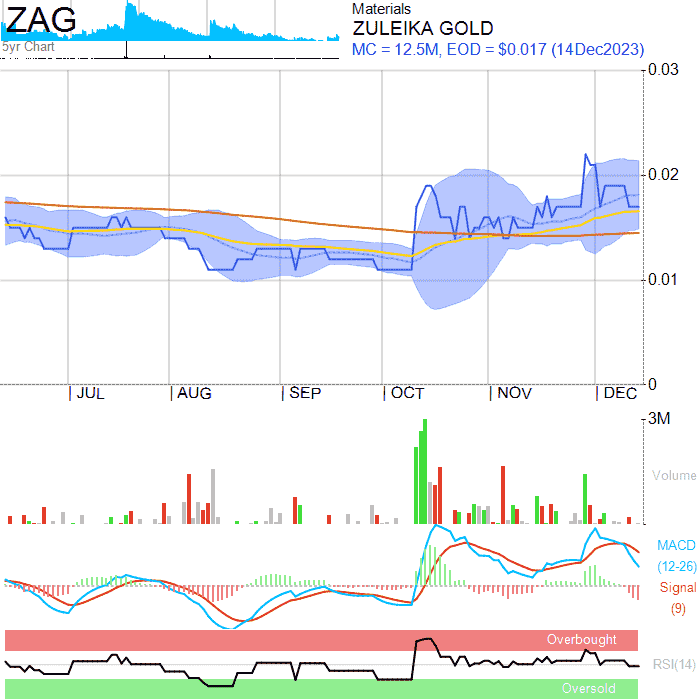 ZAG
5yr Chart
Materials
ZULEIKA GOLD
MC = 12.5M, EOD = $0.017 (14Dec2023)
0.03
0.02
0.01
0
| JUL | AUG | SEP | OCT | NOV | DEC
3M
Volume
MACD
(12-26)
Signal
(9)
Overbought
RSI(14)
Oversold